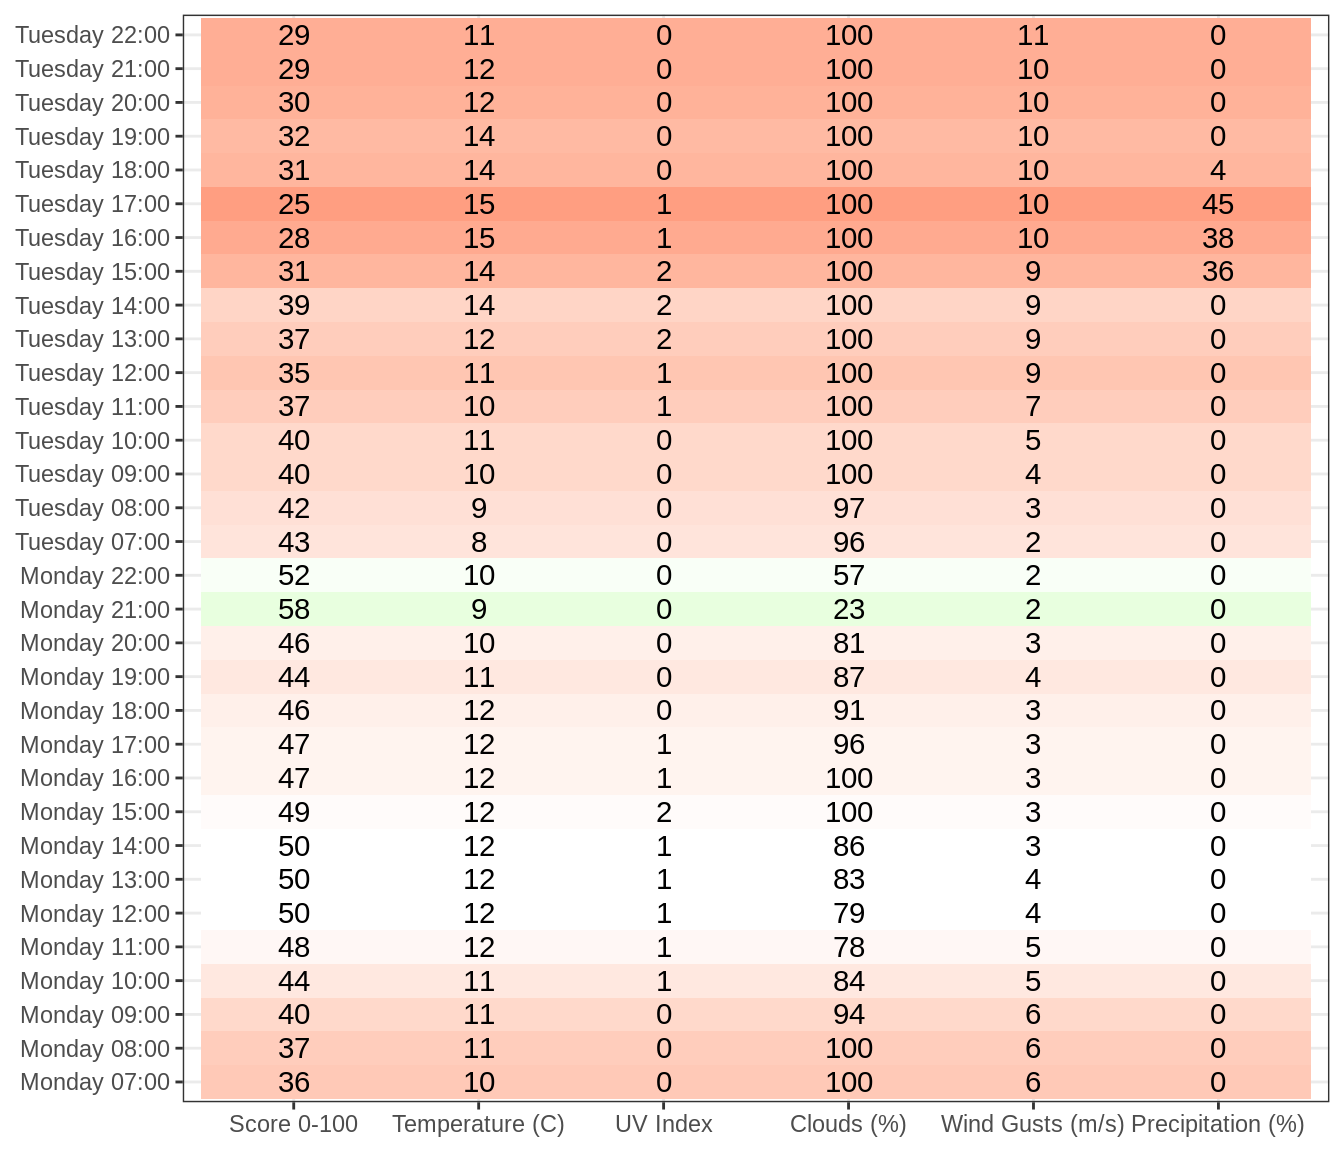 Tuesday 22:00 29 11 0 100 11 0
Tuesday 21:00 29 12 0 100 10 0
Tuesday 20:00 30 12 0 100 10 0
Tuesday 19:00 32 14 0 100 10 0
Tuesday 18:00 31 14 0 100 10 4
Tuesday 17:00 25 15 1 100 10 45
Tuesday 16:00 28 15 1 100 10 38
Tuesday 15:00 31 14 2 100 9 36
Tuesday 14:00 39 14 2 100 9 0
Tuesday 13:00 37 12 2 100 9 0
Tuesday 12:00 35 11 1 100 9 0
Tuesday 11:00 37 10 1 100 7 0
Tuesday 10:00 40 11 0 100 5 0
Tuesday 09:00 40 10 0 100 4 0
Tuesday 08:00 42 9 0 97 3 0
Tuesday 07:00 43 8 0 96 2 0
Monday 22:00 52 10 0 57 2 0
Monday 21:00 58 9 0 23 2 0
Monday 20:00 46 10 0 81 3 0
Monday 19:00 44 11 0 87 4 0
Monday 18:00 46 12 0 91 3 0
Monday 17:00 47 12 1 96 3 0
Monday 16:00 47 12 1 100 3 0
Monday 15:00 49 12 2 100 3 0
Monday 14:00 50 12 1 86 3 0
Monday 13:00 50 12 1 83 4 0
Monday 12:00 50 12 1 79 4 0
Monday 11:00 48 12 1 78 5 0
Monday 10:00 44 11 1 84 5 0
Monday 09:00 40 11 0 94 6 0
Monday 08:00 37 11 0 100 6 0
Monday 07:00 36 10 0 100 6 0
Score 0-100 Temperature (C) UV Index Clouds (%) Wind Gusts (m/s) Precipitation (%)